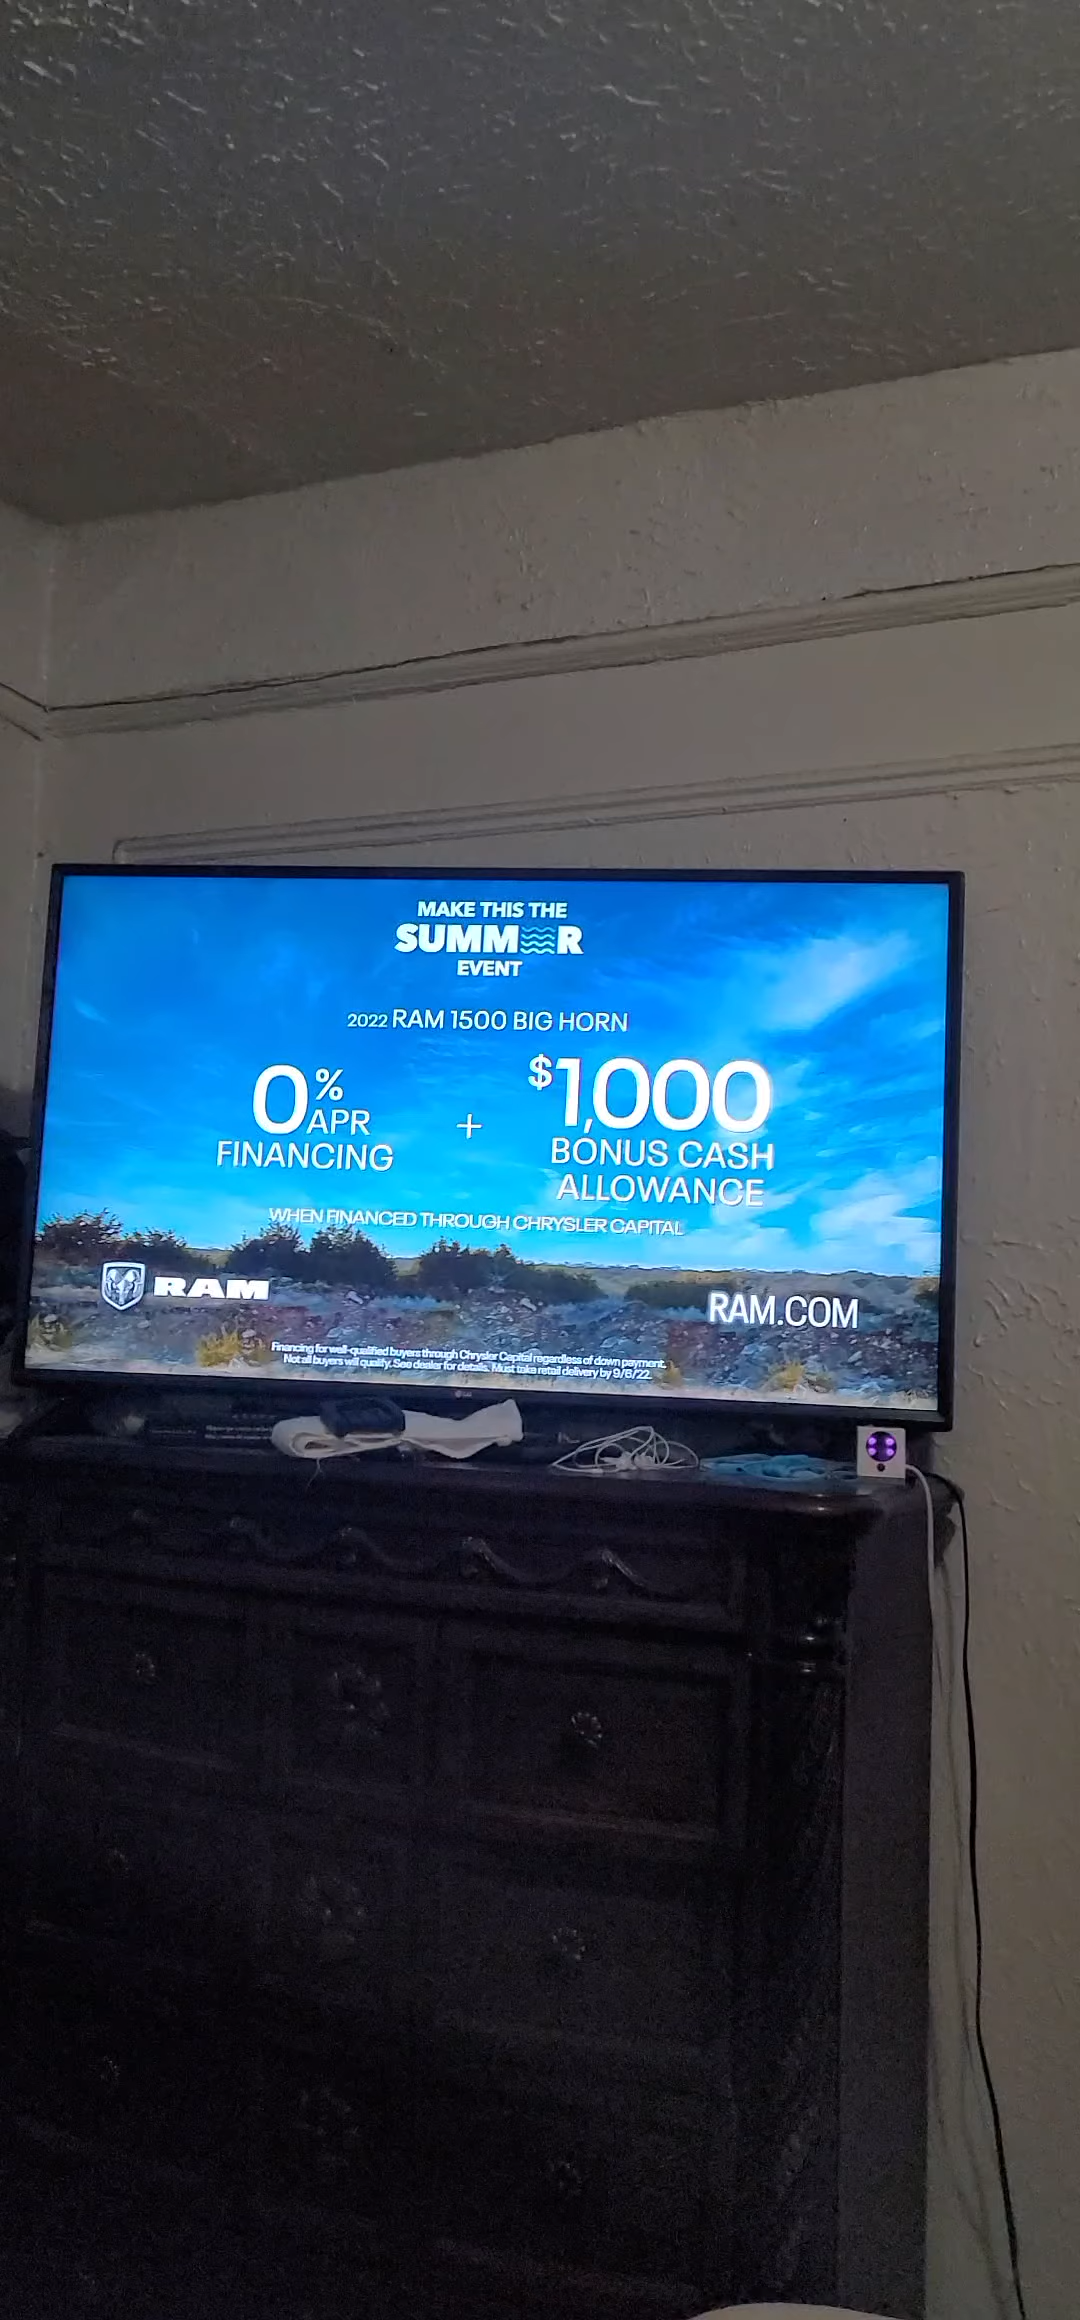 MAKE THIS THE
SUMMER
EVENT
2022 RAM 1500 BIG HORN
0% APR
FINANCING
+
$1,000
BONUS CASH
ALLOWANCE
WHEN FINANCED THROUGH CHRYSLER CAPITAL
RAM
RAM.COM
Financing for well-qualified buyers through Chrysler Capital regardless of down payment.
Not all buyers will qualify. See dealer for details. Must take retail delivery by 9/6/22.
LG